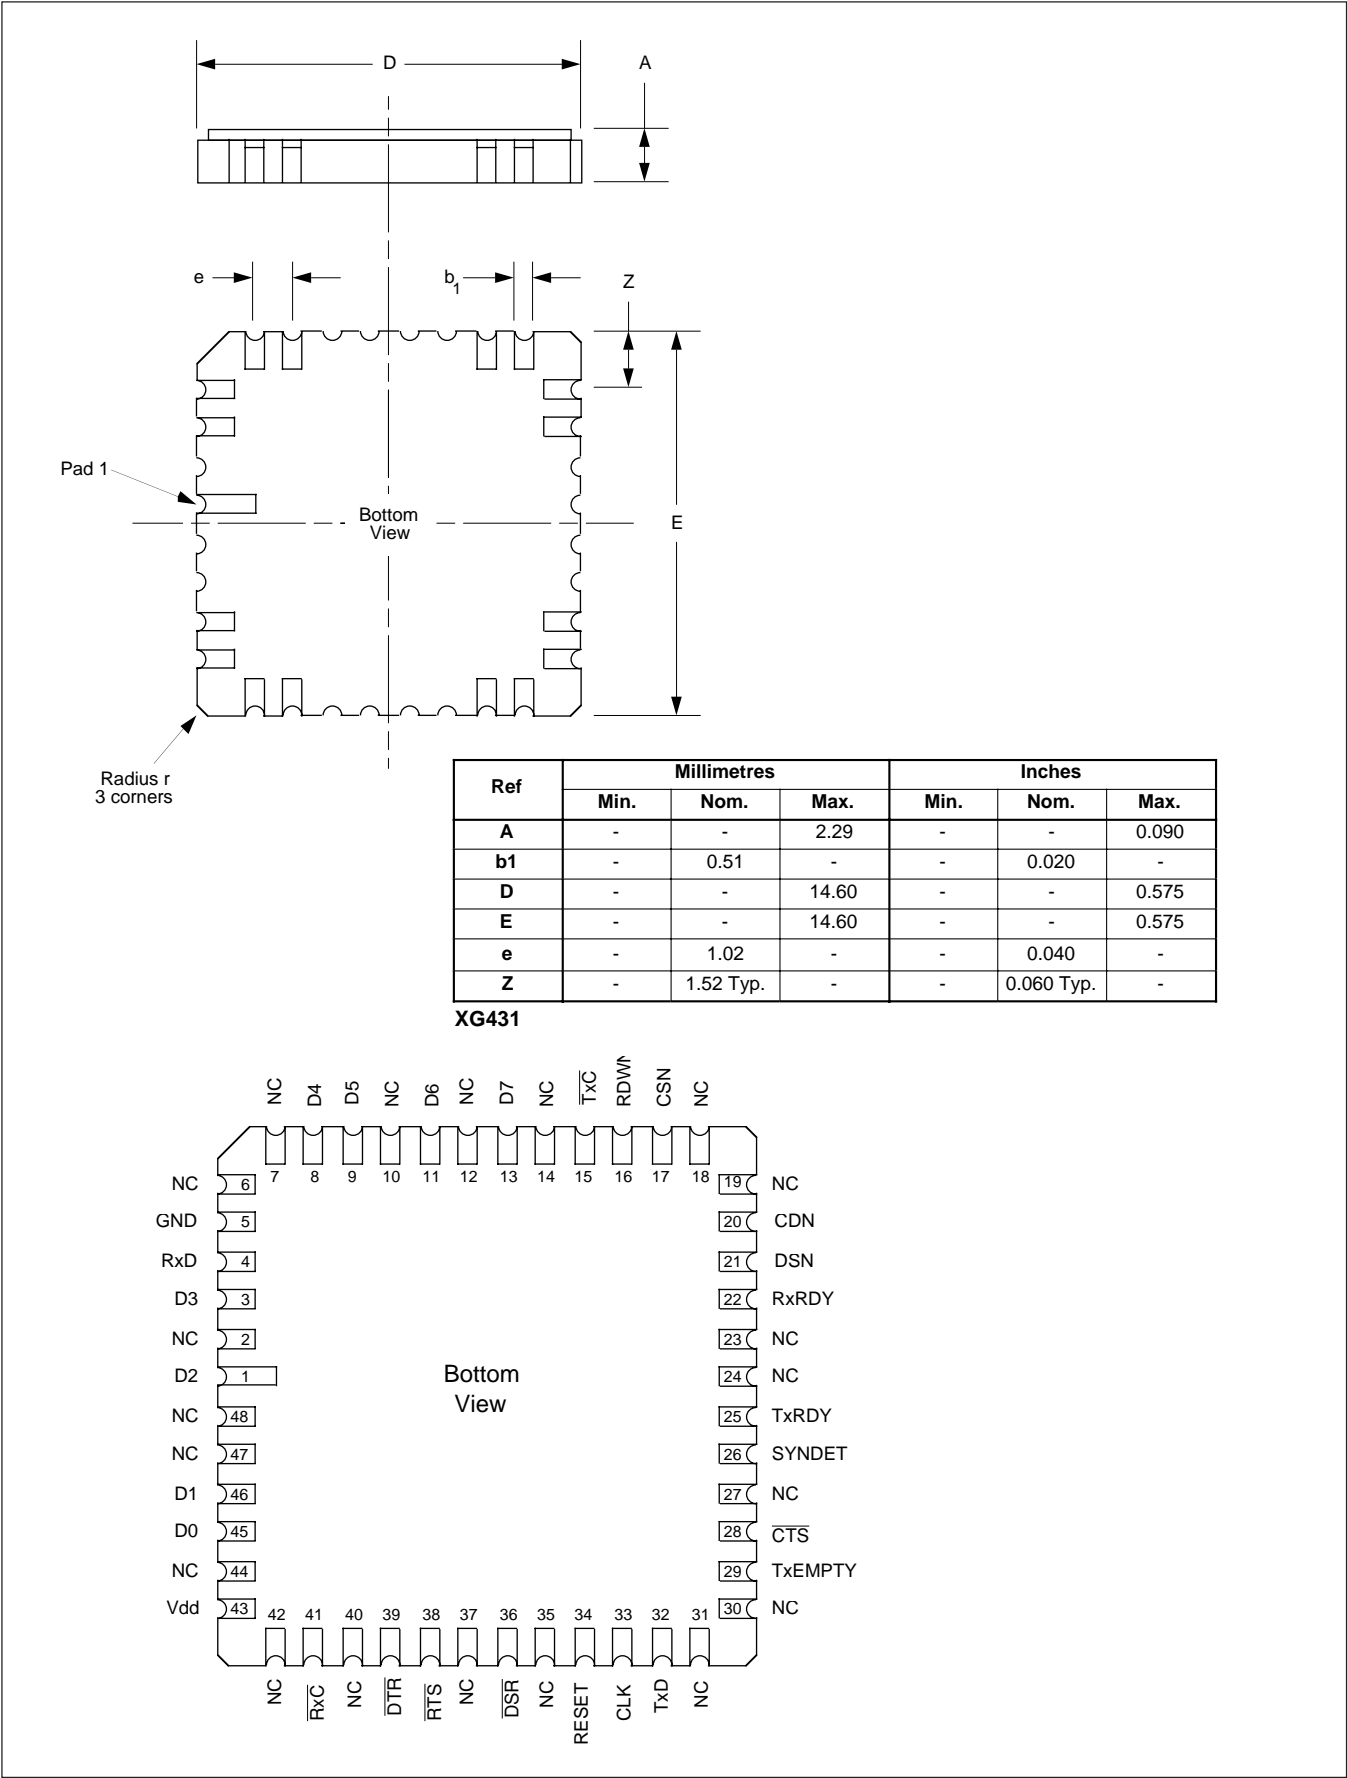 D
A
e
b1
Z
Pad 1
Bottom
View
E
Radius r
3 corners
Ref Millimetres Inches
Min. Nom. Max. Min. Nom. Max.
A - - 2.29 - - 0.090
b1 - 0.51 - - 0.020 -
D - - 14.60 - - 0.575
E - - 14.60 - - 0.575
e - 1.02 - - 0.040 -
Z - 1.52 Typ. - - 0.060 Typ. -
XG431
NC D4 D5 NC D6 NC D7 NC T̅x̅C̅ RDWN CSN NC
7 8 9 10 11 12 13 14 15 16 17 18
NC 6 19 NC
GND 5 20 CDN
RxD 4 21 DSN
D3 3 22 RxRDY
NC 2 23 NC
D2 1 24 NC
Bottom
View
NC 48 25 TxRDY
NC 47 26 SYNDET
D1 46 27 NC
D0 45 28 C̅T̅S̅
NC 44 29 TxEMPTY
Vdd 43 30 NC
42 41 40 39 38 37 36 35 34 33 32 31
NC R̅x̅C̅ NC D̅T̅R̅ R̅T̅S̅ NC D̅S̅R̅ NC RESET CLK TxD NC